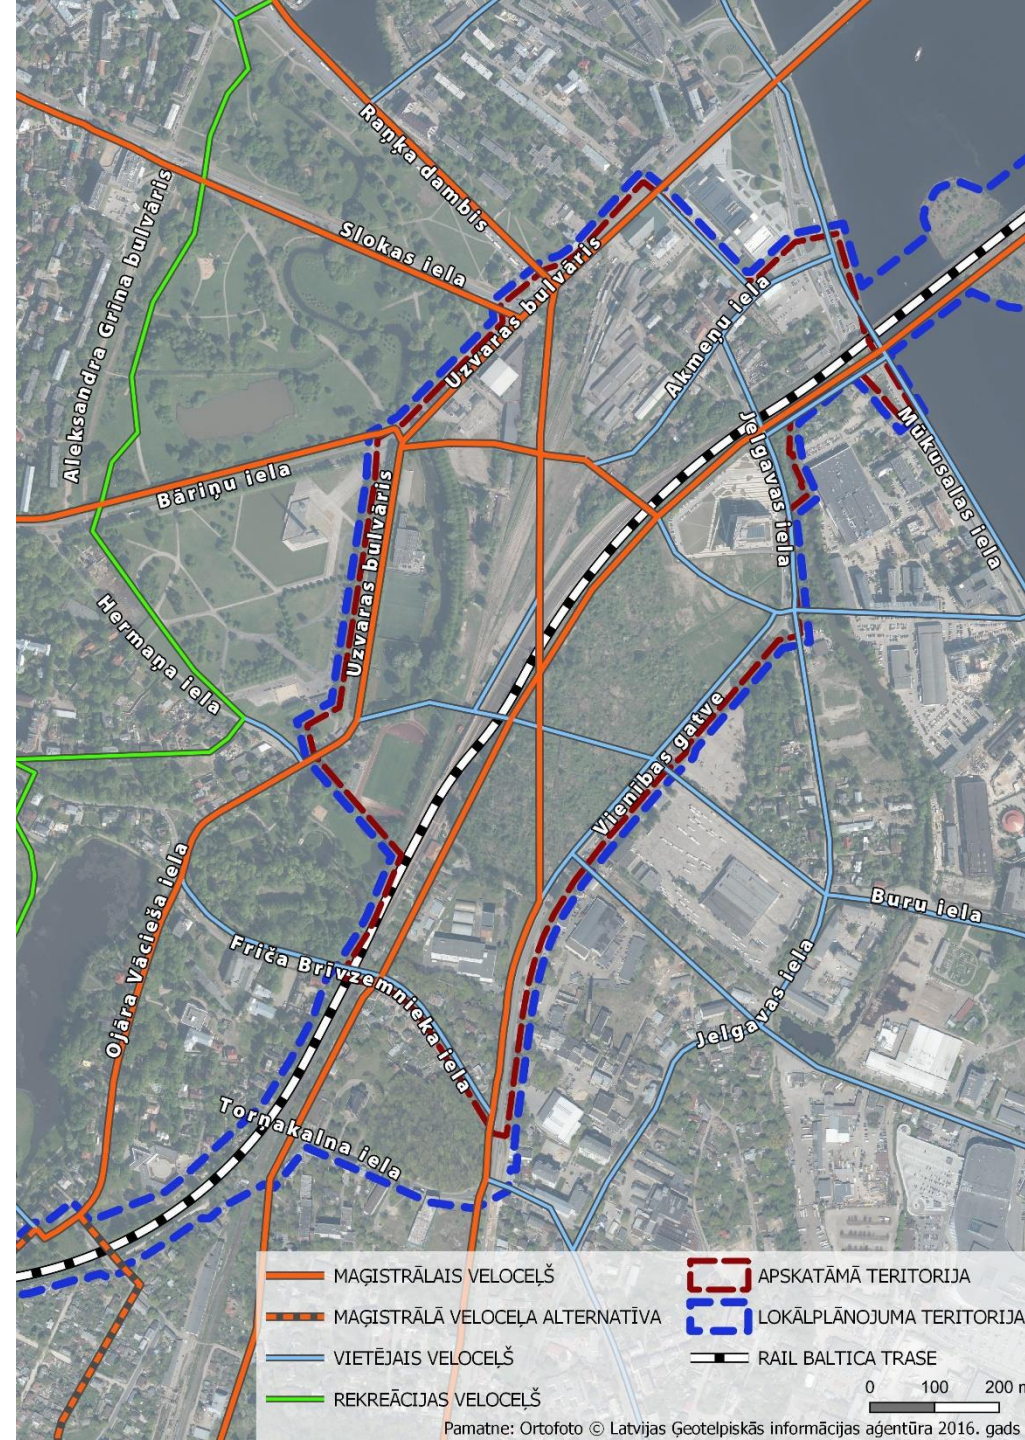 Raņķa dambis
Slokas iela
Aleksandra Grīna bulvāris
Uzvaras bulvāris
Akmeņu iela
Bāriņu iela
Jelgavas iela
Mūkusalas iela
Uzvaras bulvāris
Hermaņa iela
Vienības gatve
Ojāra Vācieša iela
Buru iela
Friča Brīvzemnieka iela
Jelgavas iela
Torņakalna iela
MAĢISTRĀLAIS VELOCEĻŠ
MAĢISTRĀLĀ VELOCEĻA ALTERNATĪVA
VIETĒJAIS VELOCEĻŠ
REKREĀCIJAS VELOCEĻŠ
APSKATĀMĀ TERITORIJA
LOKĀLPLĀNOJUMA TERITORIJA
RAIL BALTICA TRASE
0 100 200 m
Pamatne: Ortofoto © Latvijas Ģeotelpiskās informācijas aģentūra 2016. gads